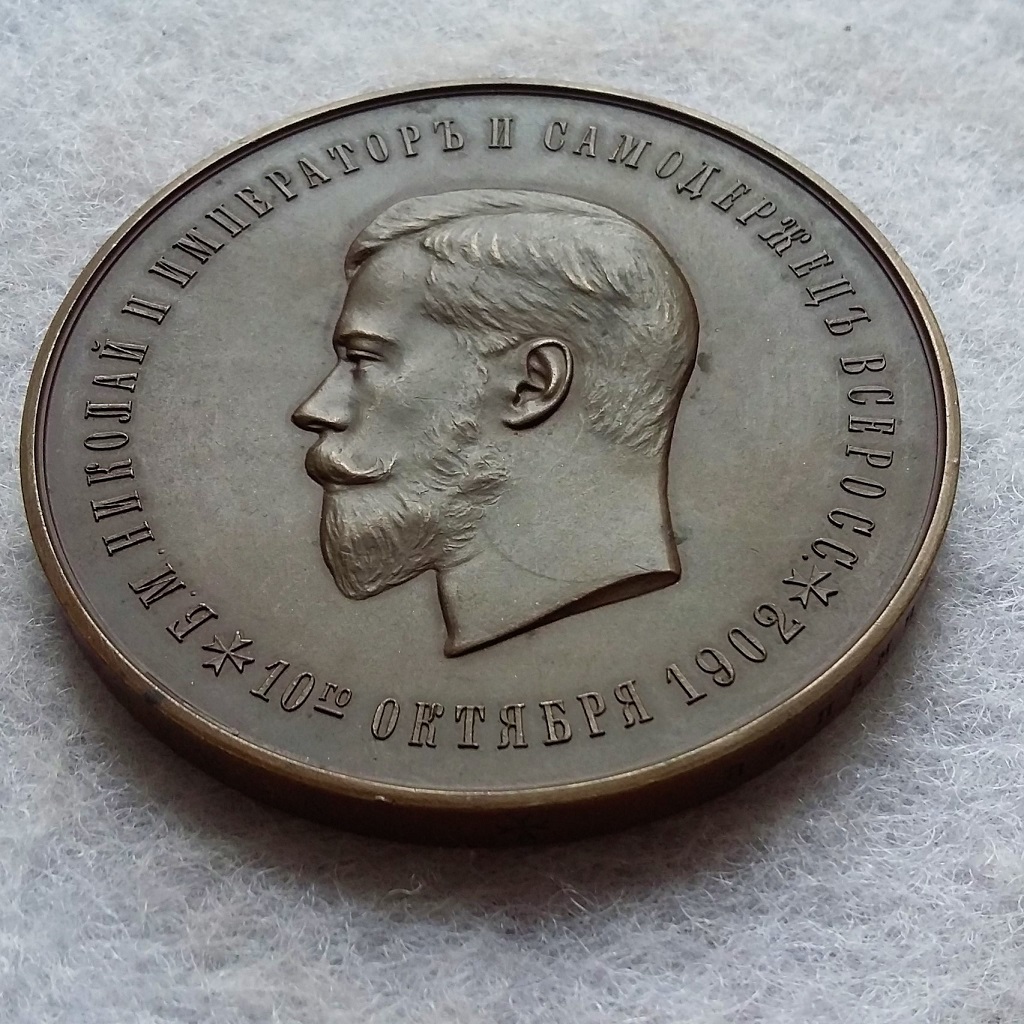 Б. М. НИКОЛАЙ II ИМПЕРАТОРЪ И САМОДЕРЖЕЦЪ ВСЕРОСС.
10го ОКТЯБРЯ 1902